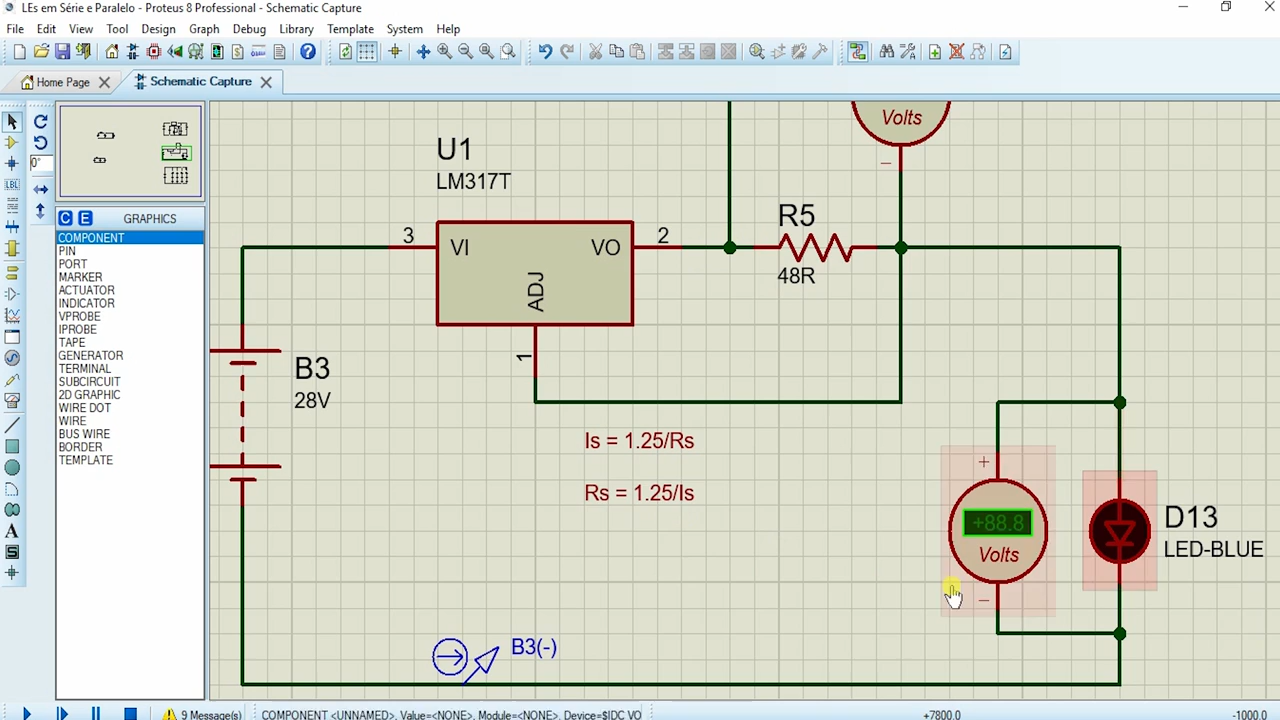 LEs em Série e Paralelo - Proteus 8 Professional - Schematic Capture
File Edit View Tool Design Graph Debug Library Template System Help
Home Page
Schematic Capture
0°
LBL
C E GRAPHICS
COMPONENT
PIN
PORT
MARKER
ACTUATOR
INDICATOR
VPROBE
IPROBE
TAPE
GENERATOR
TERMINAL
SUBCIRCUIT
2D GRAPHIC
WIRE DOT
WIRE
BUS WIRE
BORDER
TEMPLATE
A
S
Volts
−
U1
LM317T
3
VI
VO
2
ADJ
1
R5
48R
B3
28V
Is = 1.25/Rs
Rs = 1.25/Is
+
+88.8
Volts
−
D13
LED-BLUE
B3(-)
9 Message(s)
COMPONENT <UNNAMED>, Value=<NONE>, Module=<NONE>, Device=$IDC VO
+7800.0
-1000.0